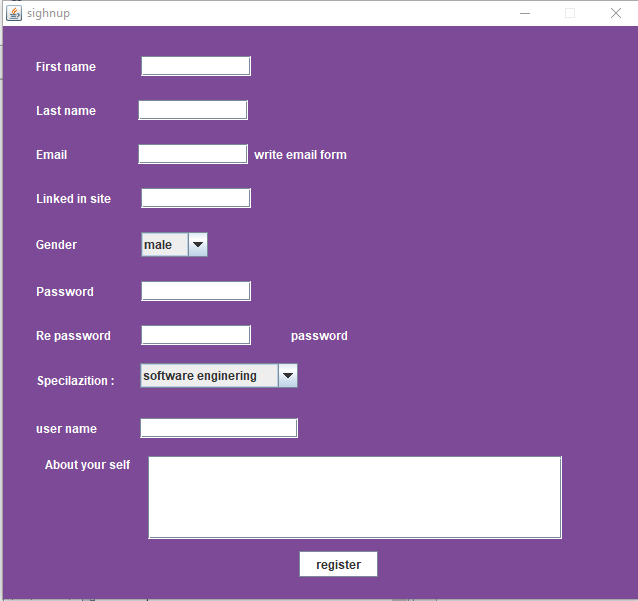 sighnup
First name
Last name
Email write email form
Linked in site
Gender male
Password
Re password password
Specilazition : software enginering
user name
About your self
register